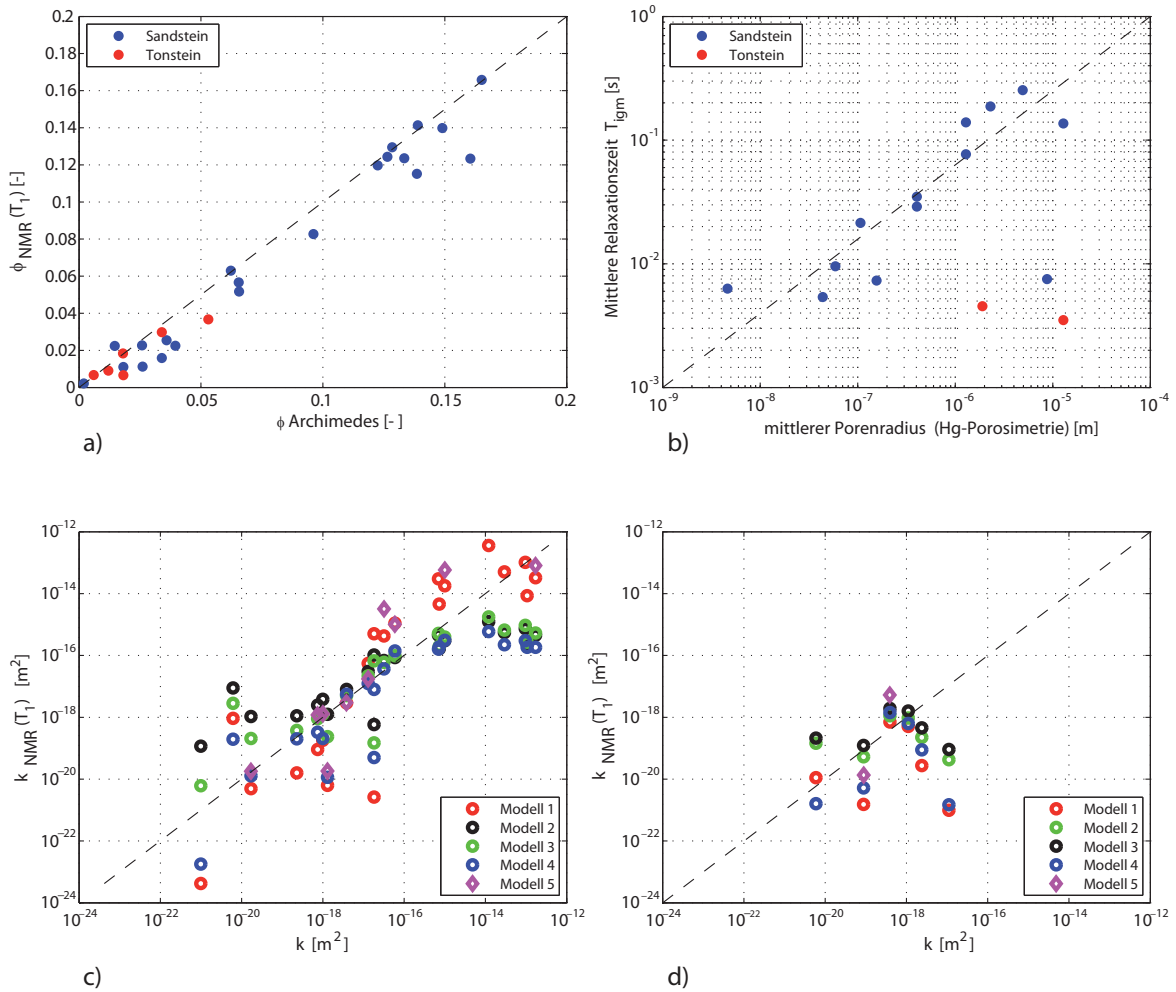 0.2
0.18
0.16
0.14
0.12
0.1
0.08
0.06
0.04
0.02
0
ϕ NMR (T1) [-]
Sandstein
Tonstein
0 0.05 0.1 0.15 0.2
ϕ Archimedes [-]
a)
10^0
10^-1
10^-2
10^-3
Mittlere Relaxationszeit T_igm [s]
Sandstein
Tonstein
10^-9 10^-8 10^-7 10^-6 10^-5 10^-4
mittlerer Porenradius (Hg-Porosimetrie) [m]
b)
10^-12
10^-14
10^-16
10^-18
10^-20
10^-22
10^-24
k NMR (T1) [m²]
Modell 1
Modell 2
Modell 3
Modell 4
Modell 5
10^-24 10^-22 10^-20 10^-18 10^-16 10^-14 10^-12
k [m²]
c)
10^-12
10^-14
10^-16
10^-18
10^-20
10^-22
10^-24
k NMR (T1) [m²]
Modell 1
Modell 2
Modell 3
Modell 4
Modell 5
10^-24 10^-22 10^-20 10^-18 10^-16 10^-14 10^-12
k [m²]
d)